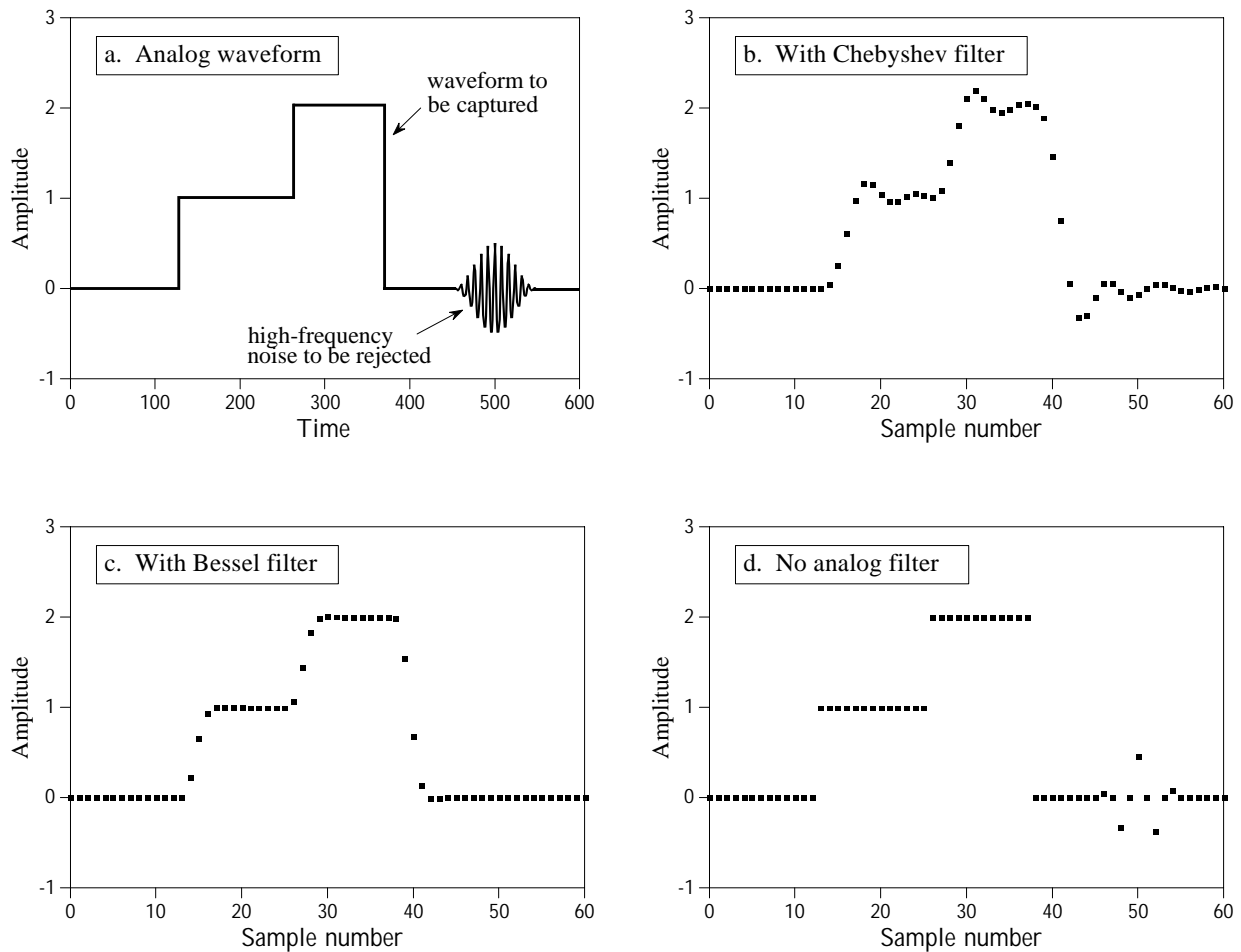 a. Analog waveform
waveform to
be captured
high-frequency
noise to be rejected
Amplitude
3
2
1
0
-1
0 100 200 300 400 500 600
Time
b. With Chebyshev filter
Amplitude
3
2
1
0
-1
0 10 20 30 40 50 60
Sample number
c. With Bessel filter
Amplitude
3
2
1
0
-1
0 10 20 30 40 50 60
Sample number
d. No analog filter
Amplitude
3
2
1
0
-1
0 10 20 30 40 50 60
Sample number